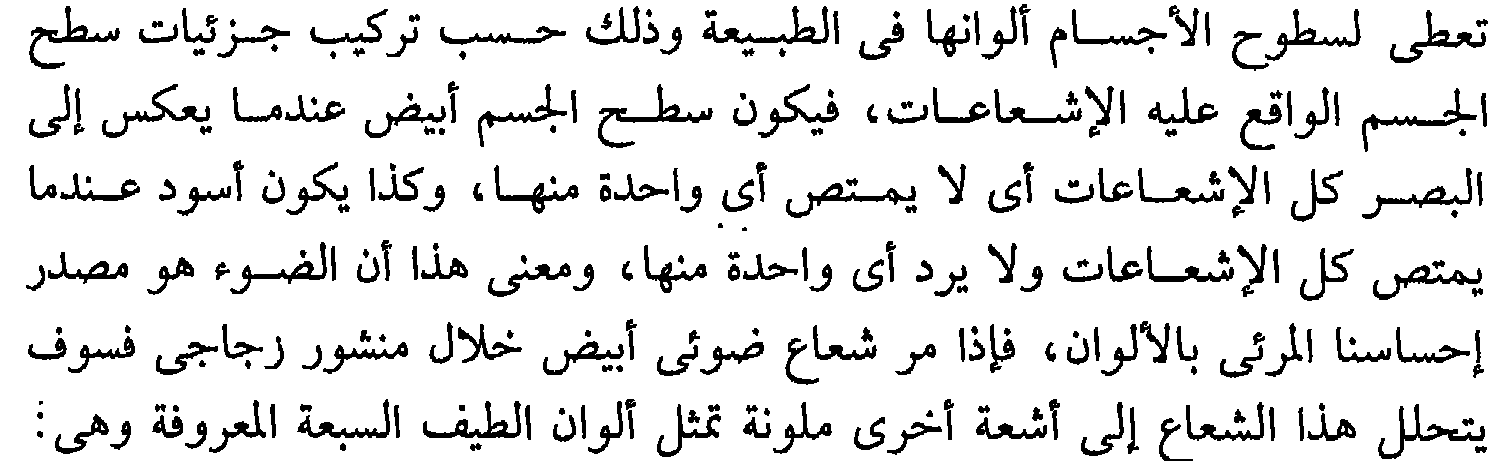 تعطى لسطوح الأجسام ألوانها فى الطبيعة وذلك حسب تركيب جزئيات سطح
الجسم الواقع عليه الإشعاعات، فيكون سطح الجسم أبيض عندما يعكس إلى
البصر كل الإشعاعات أى لا يمتص أي واحدة منها، وكذا يكون أسود عندما
يمتص كل الإشعاعات ولا يرد أى واحدة منها، ومعنى هذا أن الضوء هو مصدر
إحساسنا المرئى بالألوان، فإذا مر شعاع ضوئى أبيض خلال منشور زجاجى فسوف
يتحلل هذا الشعاع إلى أشعة أخرى ملونة تمثل ألوان الطيف السبعة المعروفة وهى: